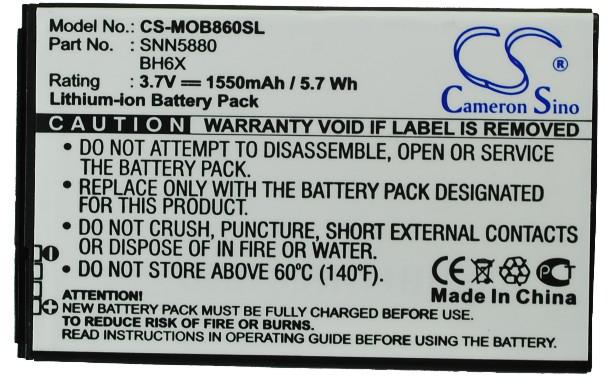 Model No.: CS-MOB860SL
Part No.: SNN5880
BH6X
3.7V ⎓ 1550mAh / 5.7 Wh
Lithium-ion Battery Pack
CS ®
Cameron Sino
CAUTION WARRANTY VOID IF LABEL IS REMOVED
• DO NOT ATTEMPT TO DISASSEMBLE, OPEN OR SERVICE
THE BATTERY PACK.
• REPLACE ONLY WITH THE BATTERY PACK DESIGNATED
FOR THIS PRODUCT.
• DO NOT CRUSH, PUNCTURE, SHORT EXTERNAL CONTACTS
OR DISPOSE OF IN FIRE OR WATER.
• DO NOT STORE ABOVE 60°C (140°F).
CE PCT
Made In China
ATTENTION!
NEW BATTERY PACK MUST BE FULLY CHARGED BEFORE USE TO
REDUCE RISK OF FIRE OR BURNS.
READ INSTRUCTIONS IN OPERATING GUIDE BEFORE USING BATTERY.